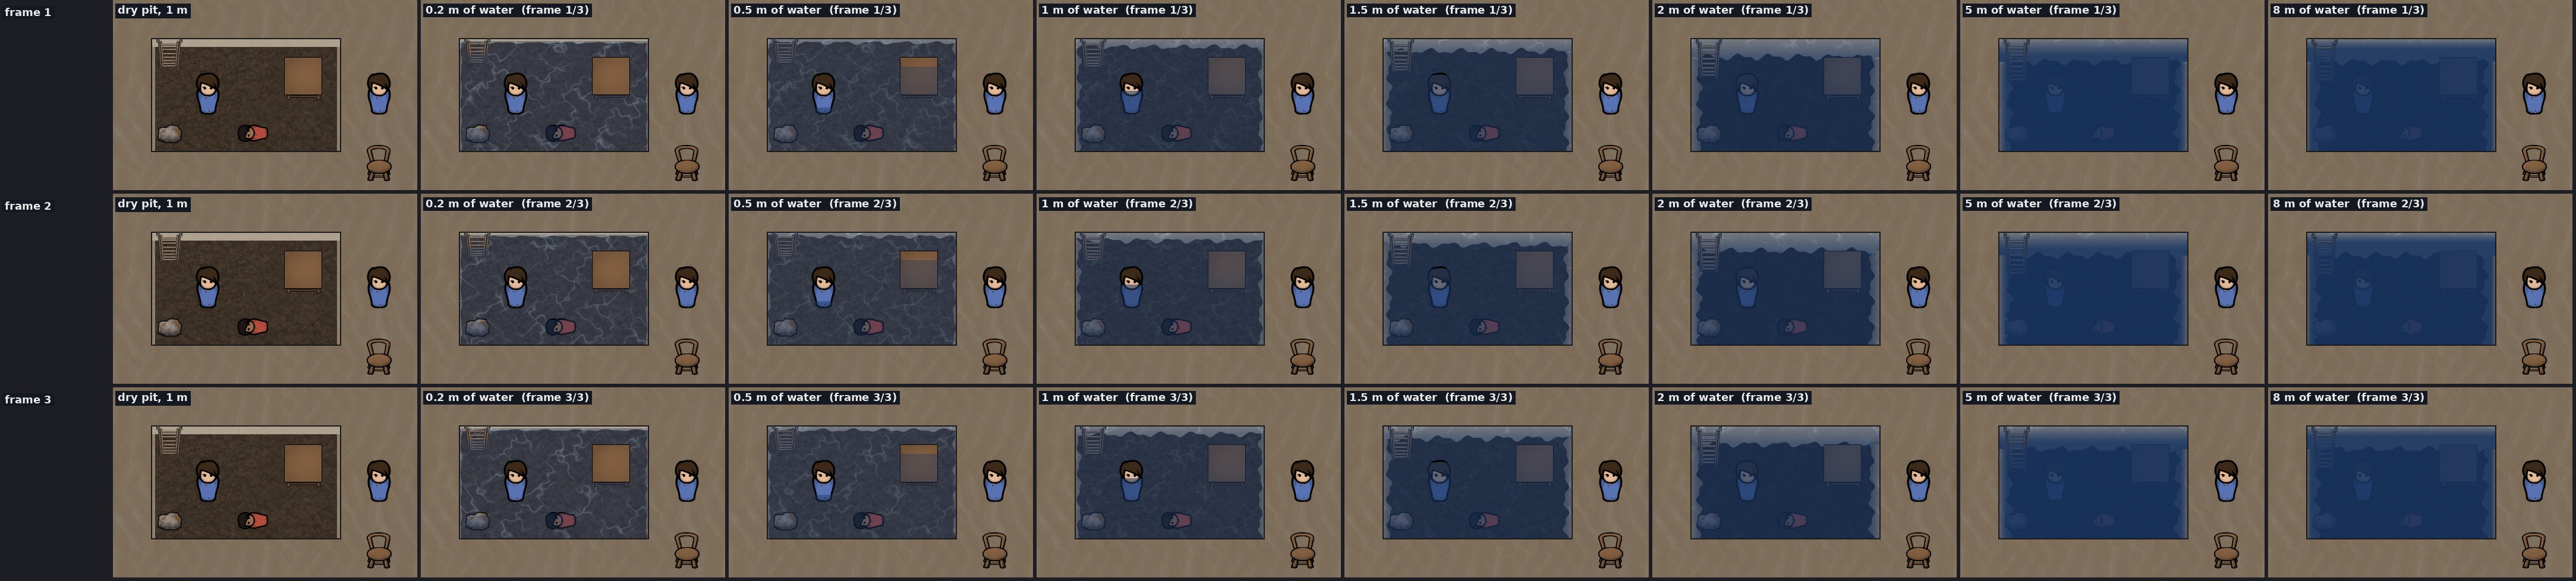 frame 1
dry pit, 1 m
0.2 m of water (frame 1/3)
0.5 m of water (frame 1/3)
1 m of water (frame 1/3)
1.5 m of water (frame 1/3)
2 m of water (frame 1/3)
5 m of water (frame 1/3)
8 m of water (frame 1/3)
frame 2
dry pit, 1 m
0.2 m of water (frame 2/3)
0.5 m of water (frame 2/3)
1 m of water (frame 2/3)
1.5 m of water (frame 2/3)
2 m of water (frame 2/3)
5 m of water (frame 2/3)
8 m of water (frame 2/3)
frame 3
dry pit, 1 m
0.2 m of water (frame 3/3)
0.5 m of water (frame 3/3)
1 m of water (frame 3/3)
1.5 m of water (frame 3/3)
2 m of water (frame 3/3)
5 m of water (frame 3/3)
8 m of water (frame 3/3)